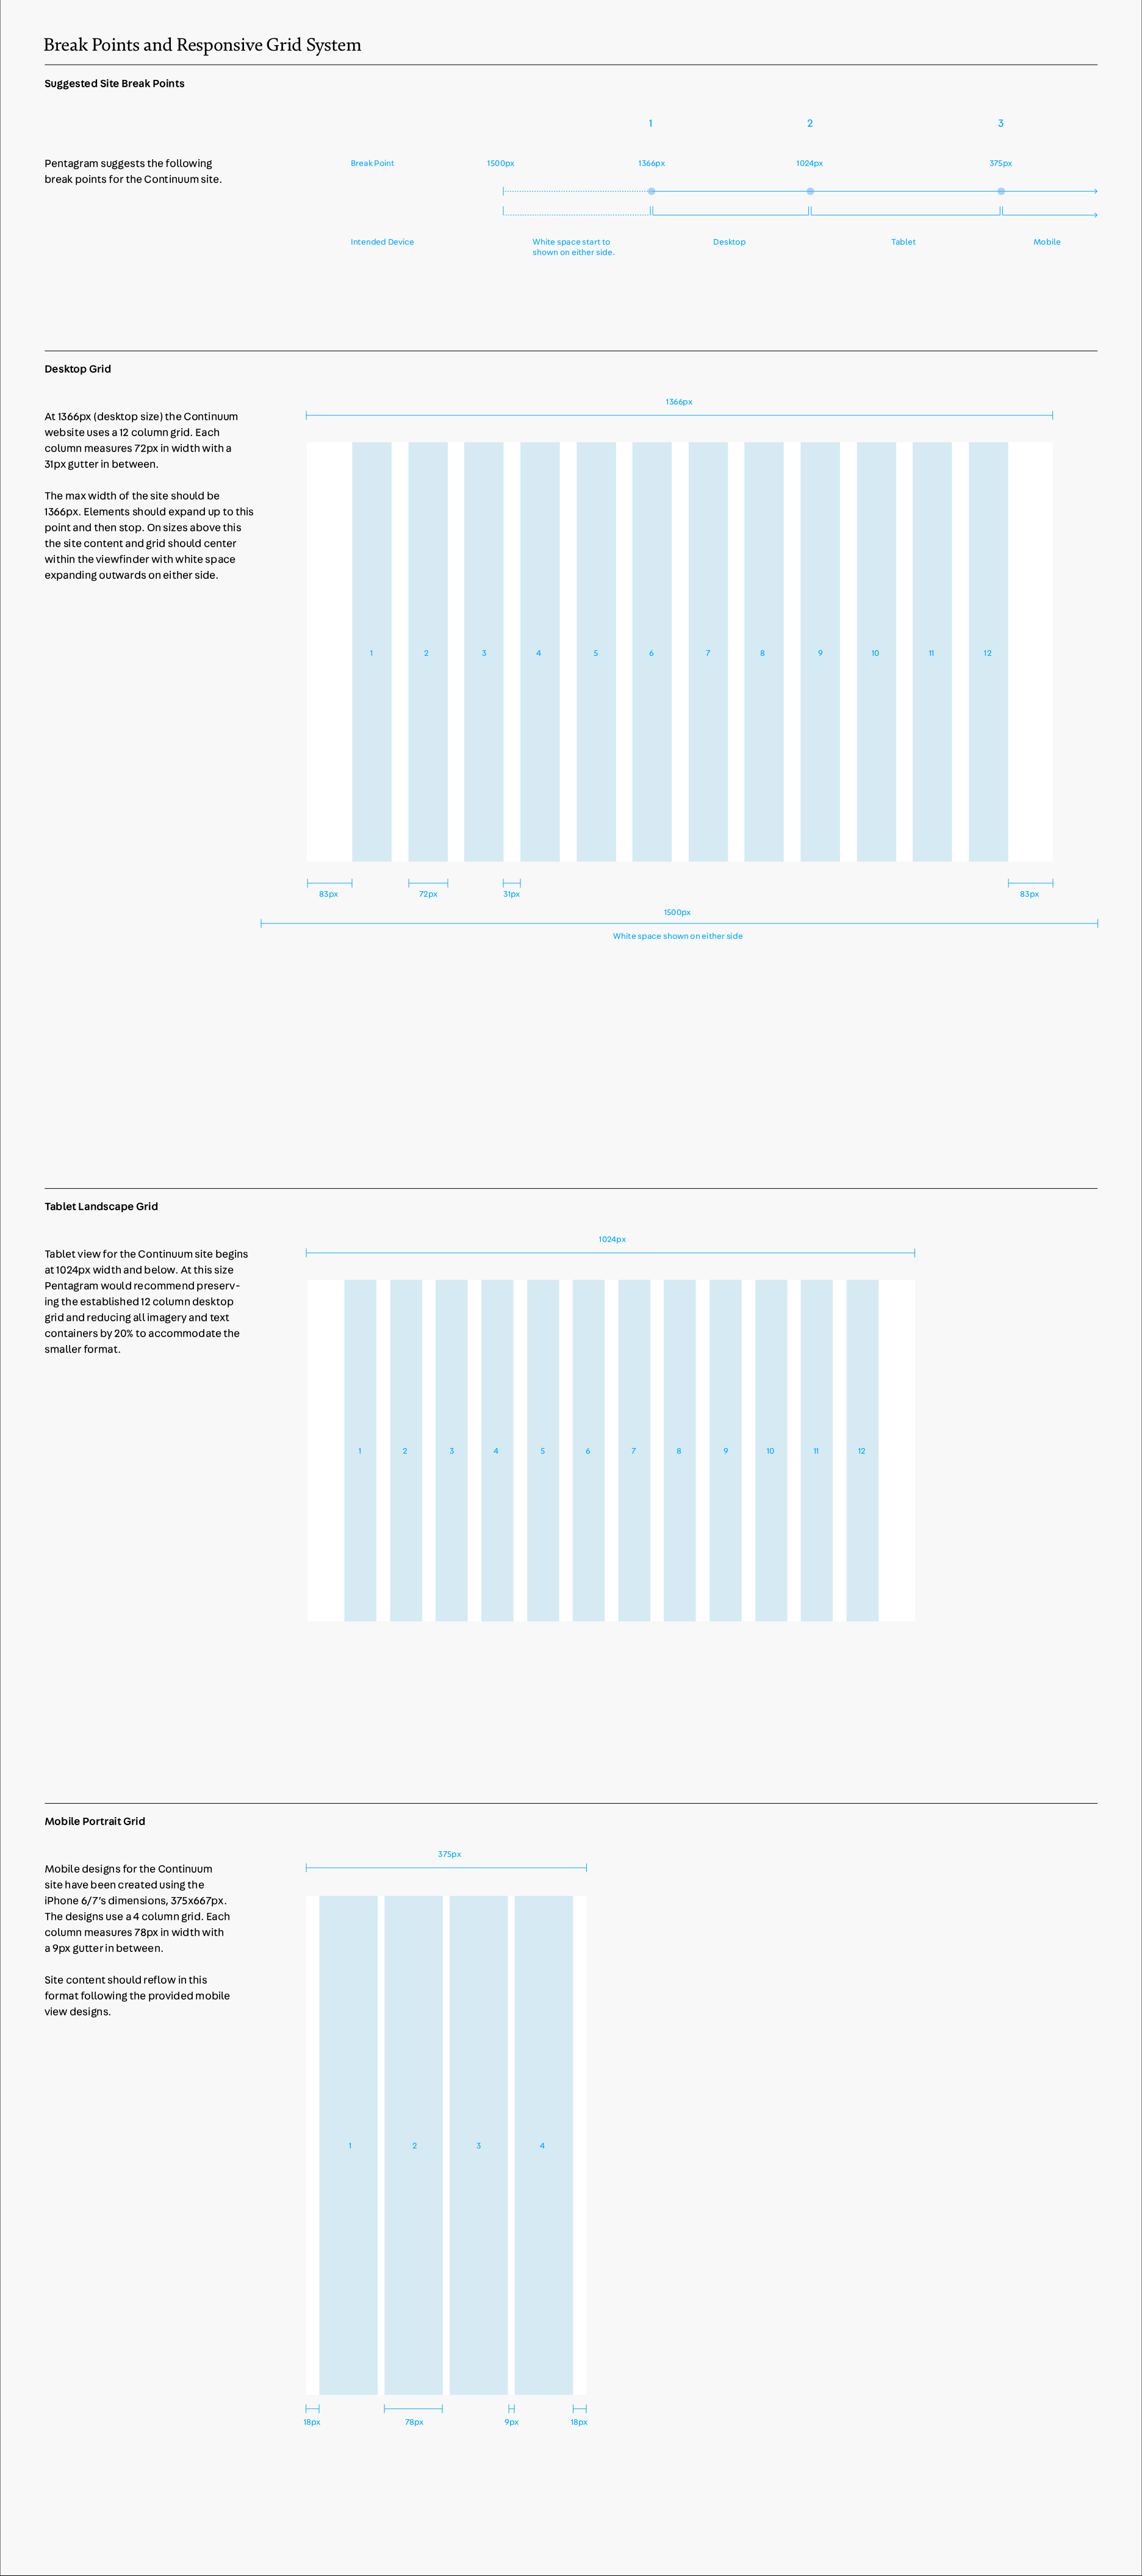 Break Points and Responsive Grid System
Suggested Site Break Points
1 2 3
Pentagram suggests the following
break points for the Continuum site.
Break Point 1500px 1366px 1024px 375px
Intended Device
White space start to
shown on either side.
Desktop Tablet Mobile
Desktop Grid
At 1366px (desktop size) the Continuum
website uses a 12 column grid. Each
column measures 72px in width with a
31px gutter in between.
The max width of the site should be
1366px. Elements should expand up to this
point and then stop. On sizes above this
the site content and grid should center
within the viewfinder with white space
expanding outwards on either side.
1366px
1 2 3 4 5 6 7 8 9 10 11 12
83px 72px 31px 83px
1500px
White space shown on either side
Tablet Landscape Grid
Tablet view for the Continuum site begins
at 1024px width and below. At this size
Pentagram would recommend preserv-
ing the established 12 column desktop
grid and reducing all imagery and text
containers by 20% to accommodate the
smaller format.
1024px
1 2 3 4 5 6 7 8 9 10 11 12
Mobile Portrait Grid
Mobile designs for the Continuum
site have been created using the
iPhone 6/7's dimensions, 375x667px.
The designs use a 4 column grid. Each
column measures 78px in width with
a 9px gutter in between.
Site content should reflow in this
format following the provided mobile
view designs.
375px
1 2 3 4
18px 78px 9px 18px